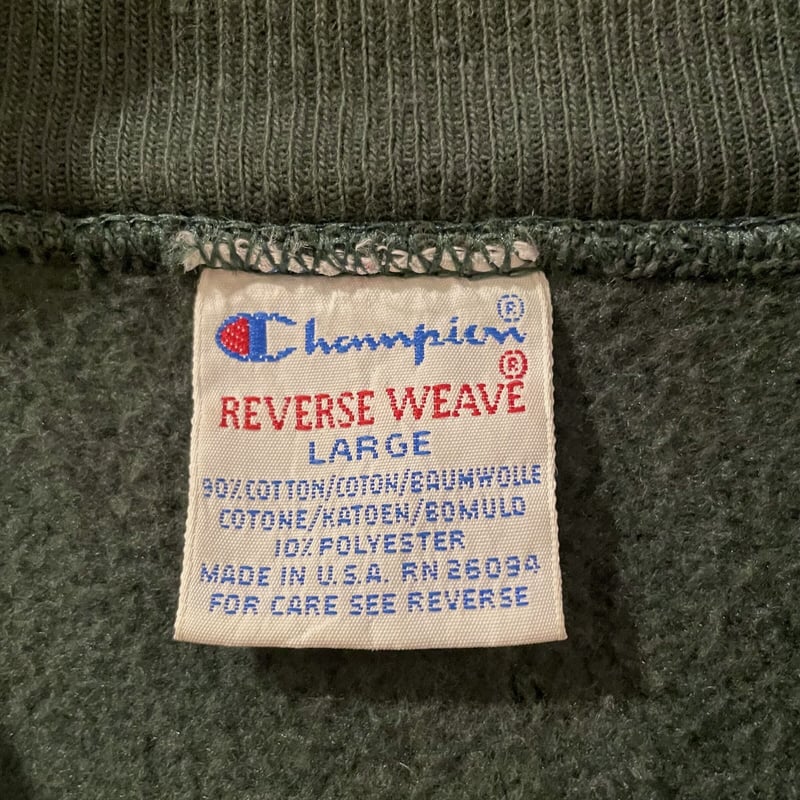 Champion®
REVERSE WEAVE®
LARGE
90% COTTON/COTON/BAUMWOLLE
COTONE/KATOEN/BOMULD
10% POLYESTER
MADE IN U.S.A. RN 26094
FOR CARE SEE REVERSE